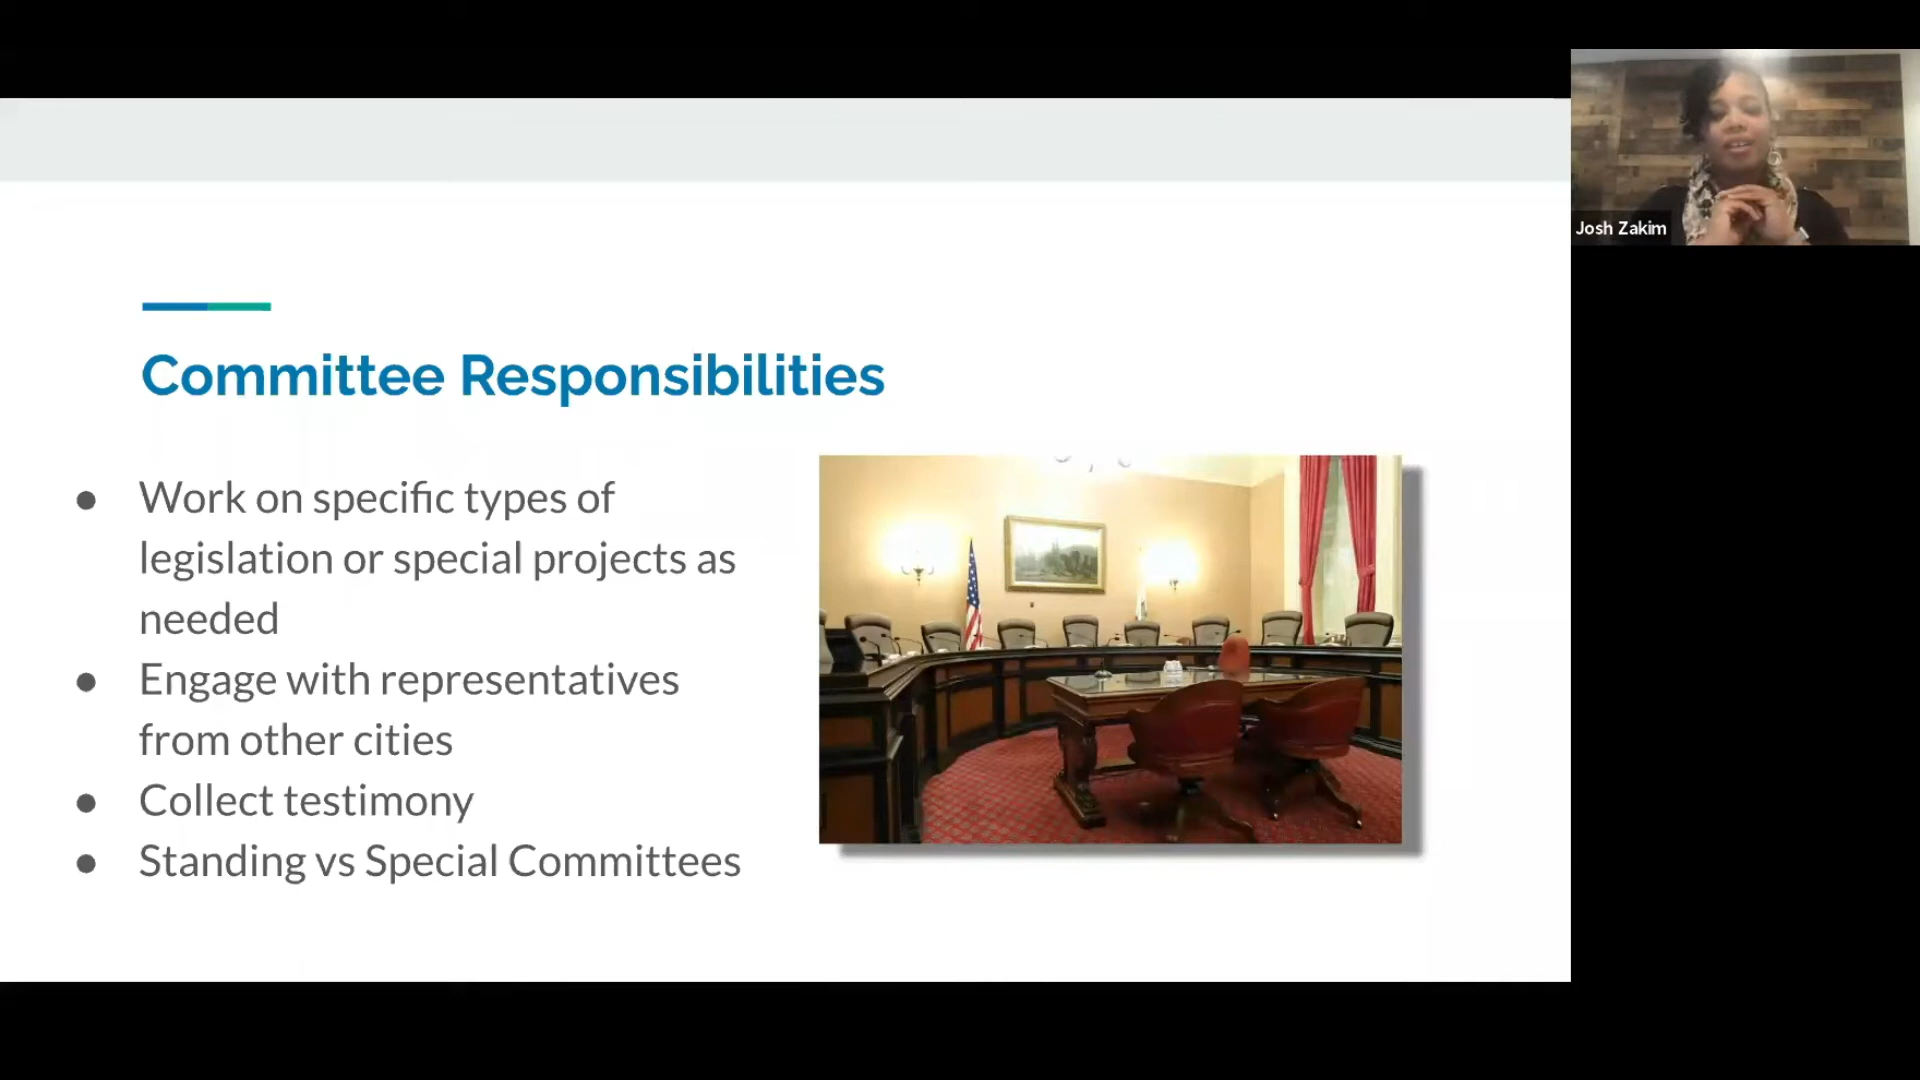 Josh Zakim
Committee Responsibilities
● Work on specific types of
legislation or special projects as
needed
● Engage with representatives
from other cities
● Collect testimony
● Standing vs Special Committees